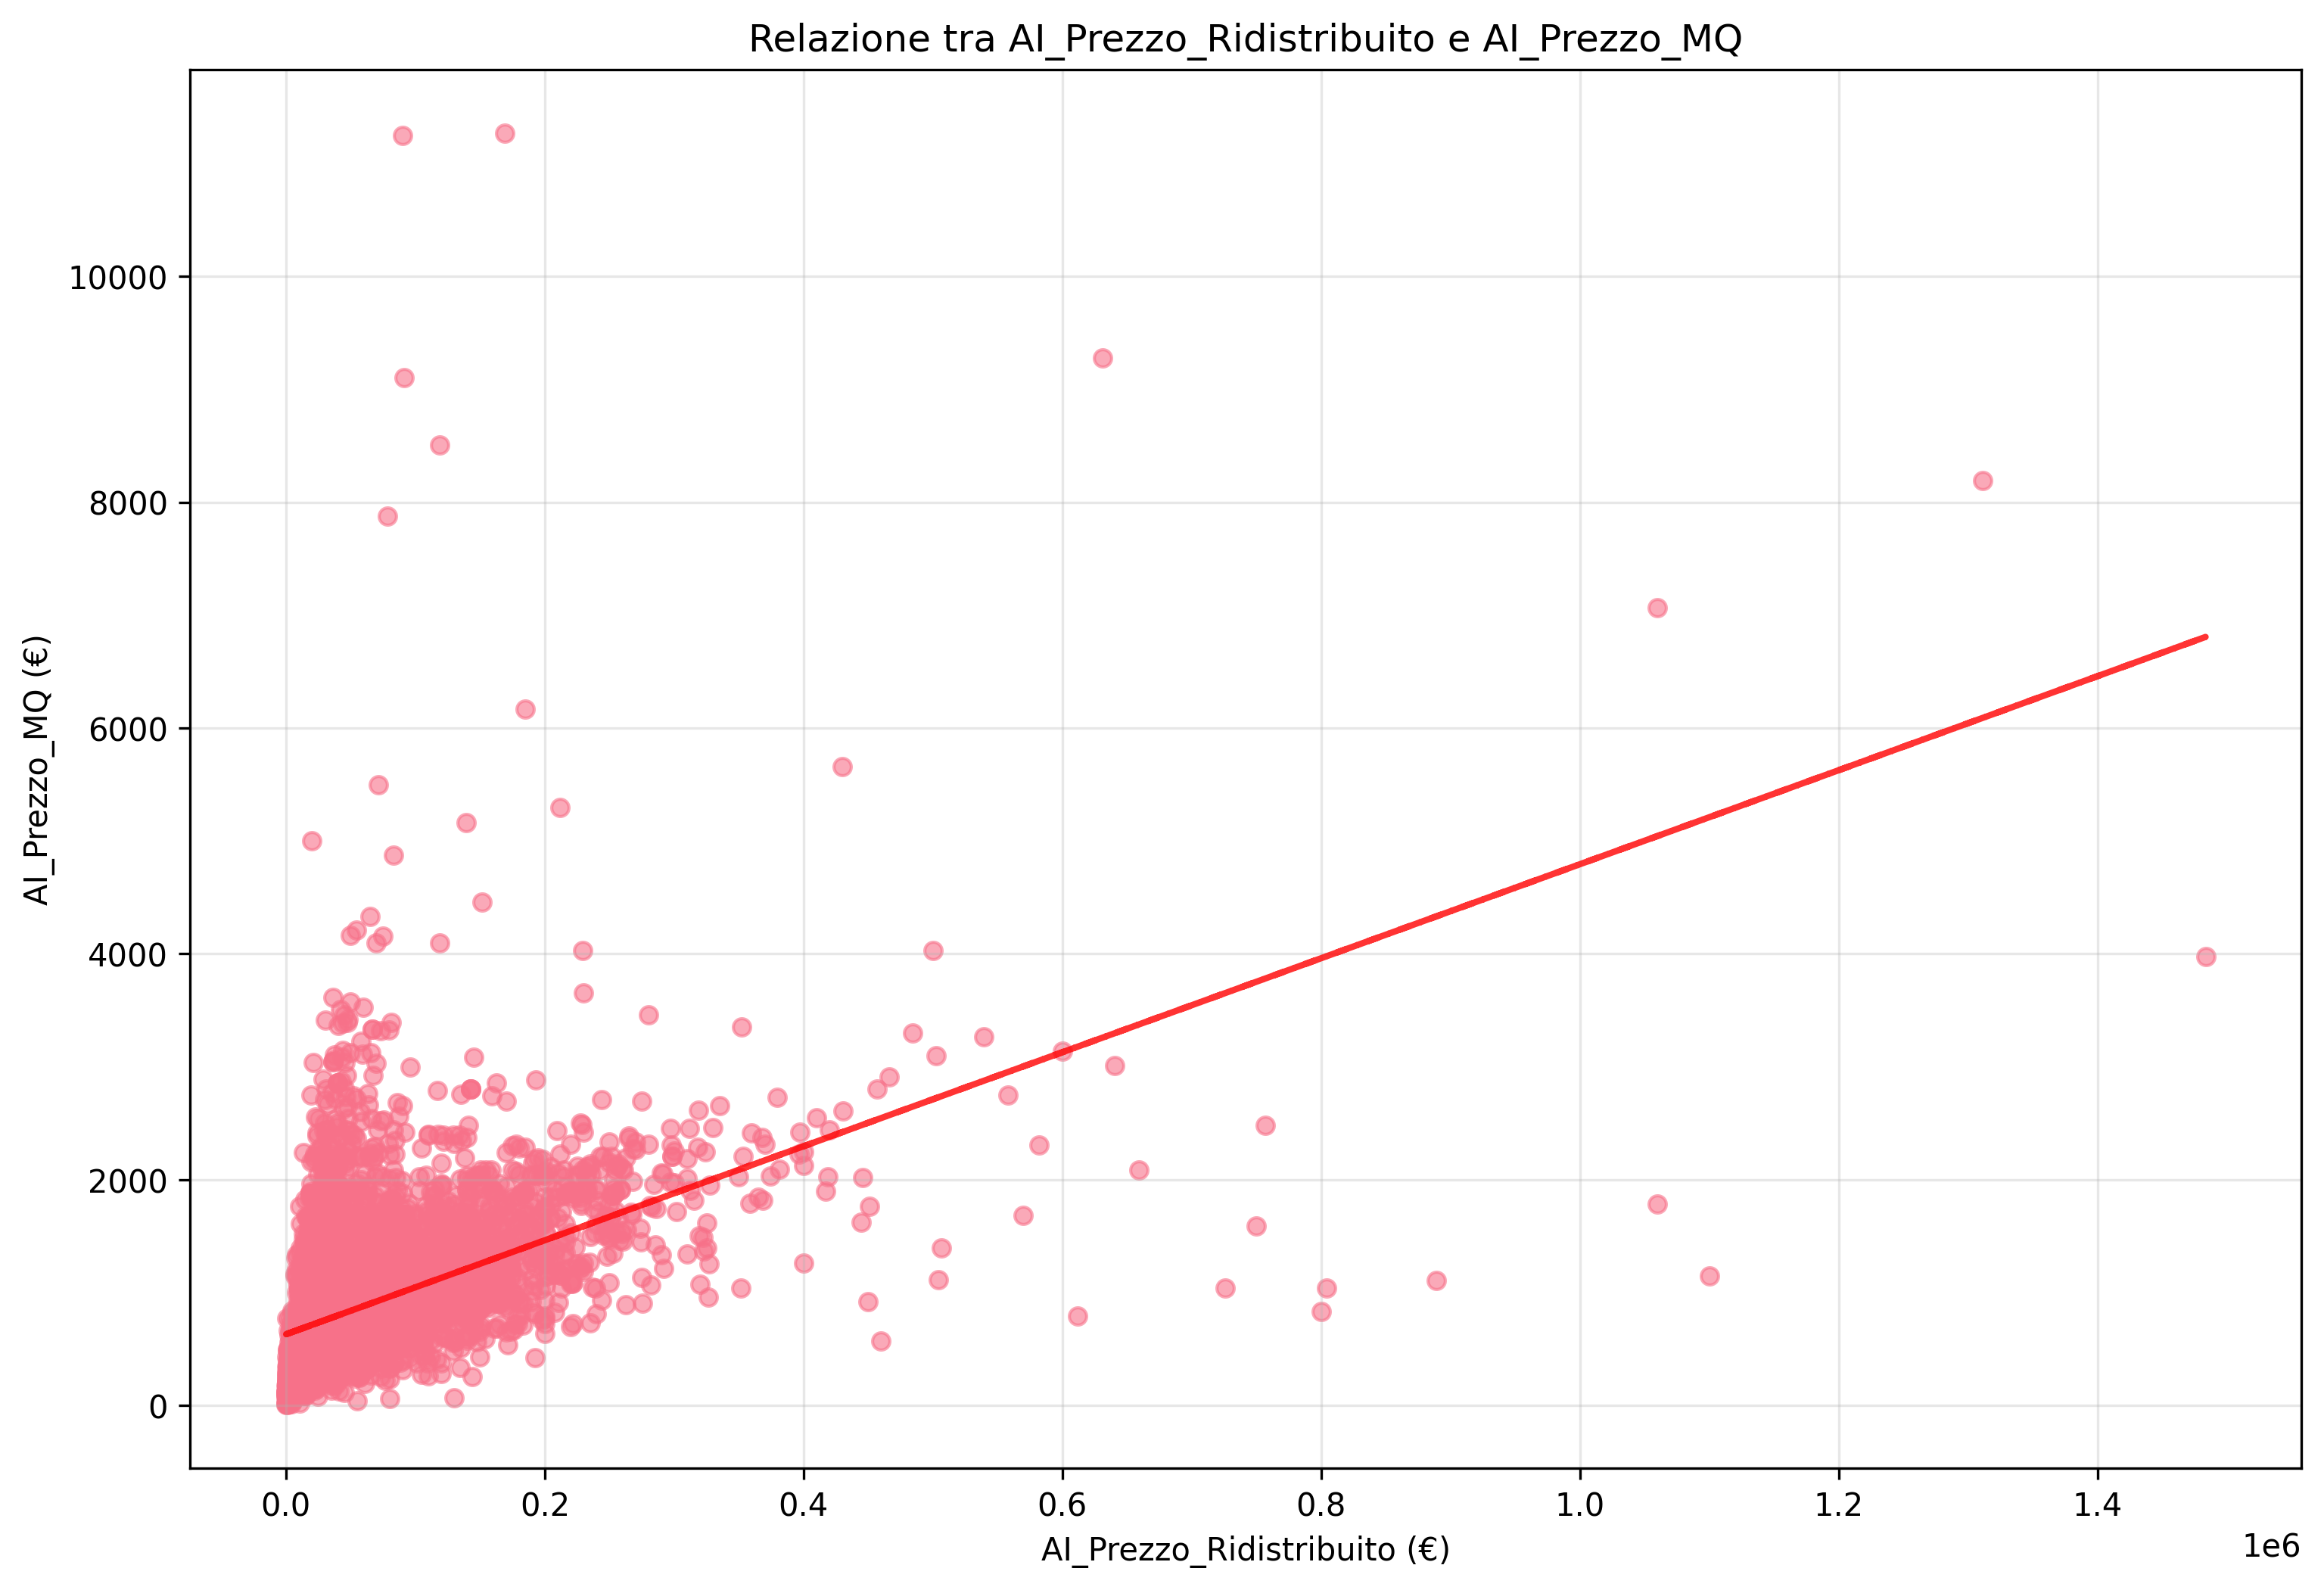 Relazione tra AI_Prezzo_Ridistribuito e AI_Prezzo_MQ
AI_Prezzo_MQ (€)
10000
8000
6000
4000
2000
0
0.0 0.2 0.4 0.6 0.8 1.0 1.2 1.4
1e6
AI_Prezzo_Ridistribuito (€)